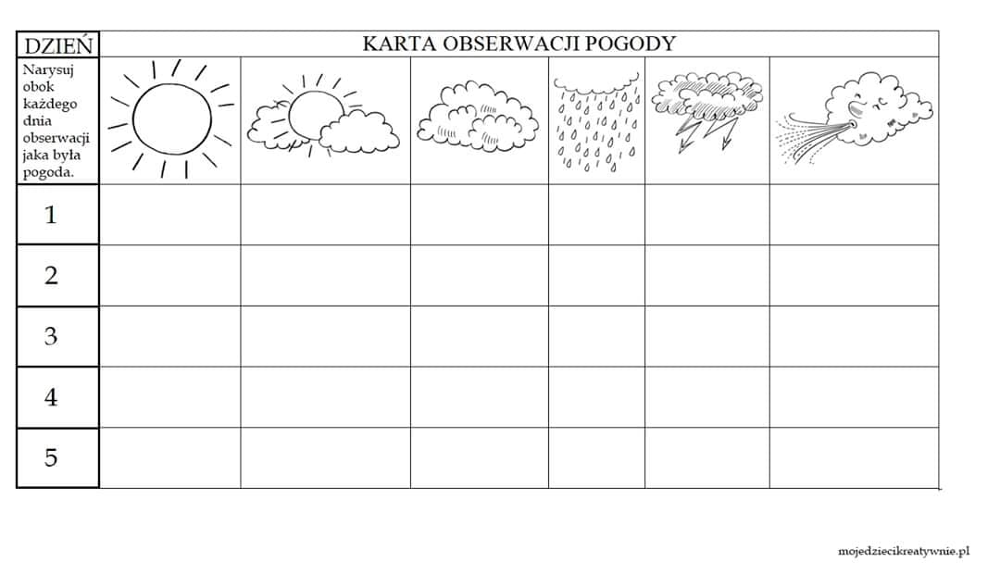 DZIEŃ
KARTA OBSERWACJI POGODY
Narysuj
obok
każdego
dnia
obserwacji
jaka była
pogoda.
1
2
3
4
5
mojedziecikreatywnie.pl